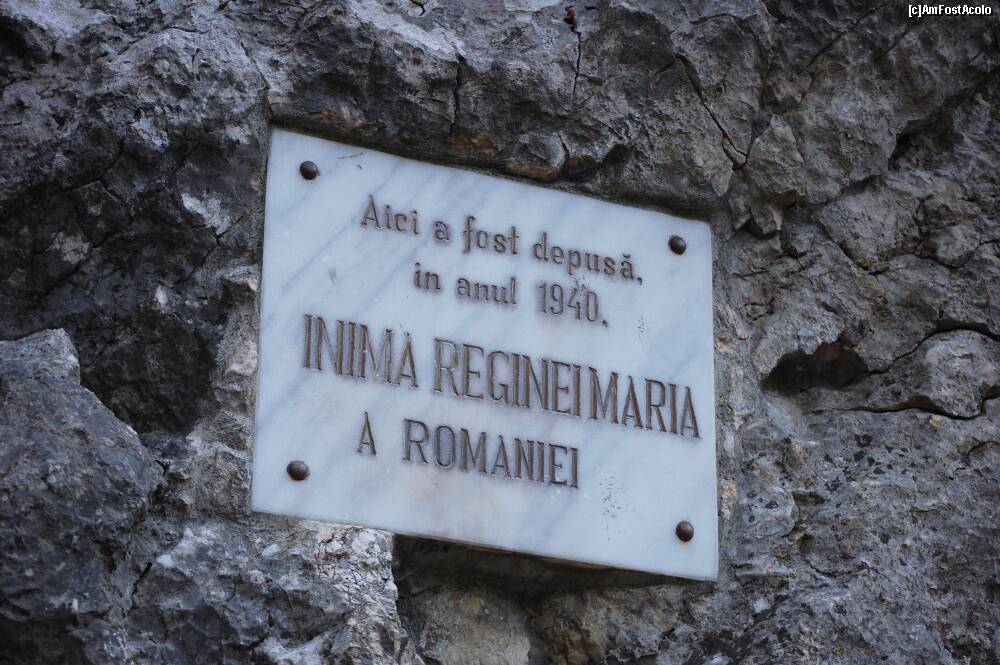 [c]AmFostAcolo
Aici a fost depusă,
in anul 1940.
INIMA REGINEI MARIA
A ROMANIEI